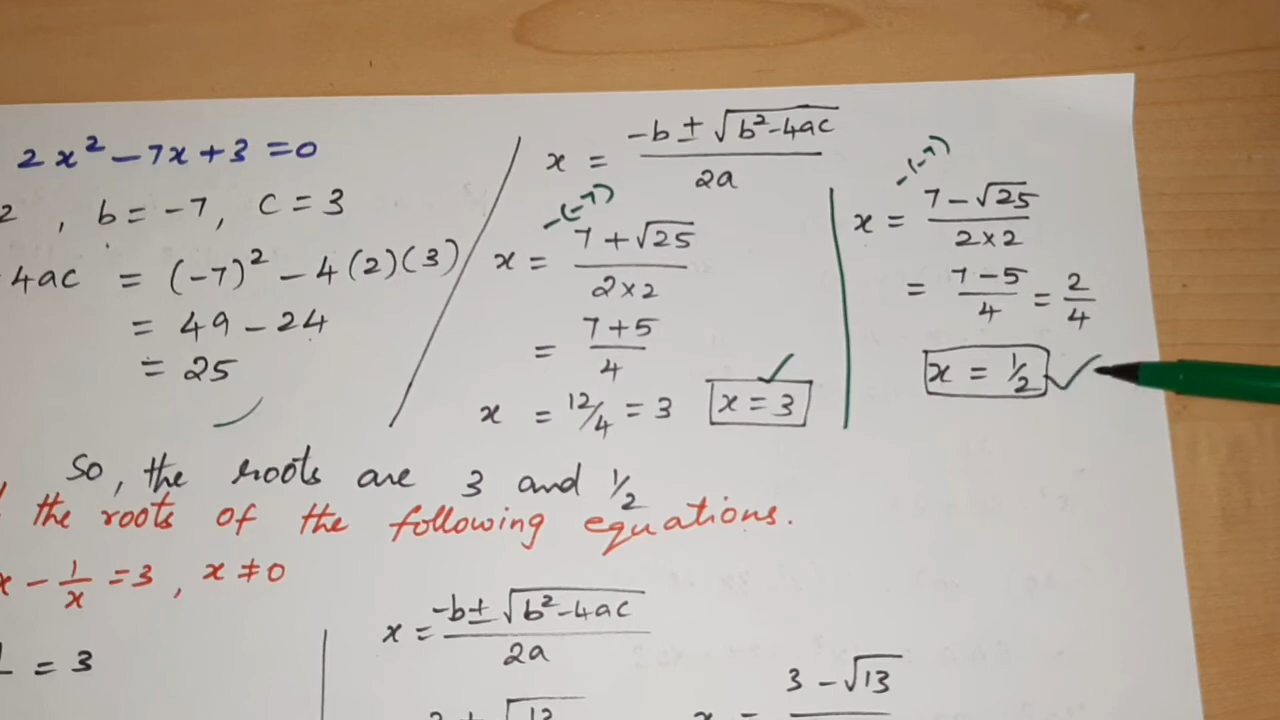 2x² - 7x + 3 = 0
2, b = -7, c = 3
4ac = (-7)² - 4(2)(3)
= 49 - 24
= 25
x = (-b ± √(b² - 4ac)) / 2a
-(-7)
x = (7 + √25) / (2×2)
= (7+5) / 4
x = 12/4 = 3
x = 3 ✓
-(-7)
x = (7 - √25) / (2×2)
= (7-5) / 4 = 2/4
x = 1/2 ✓
So, the roots are 3 and 1/2
the roots of the following equations.
x - 1/x = 3, x ≠ 0
= 3
x = (-b ± √(b² - 4ac)) / 2a
3 - √13